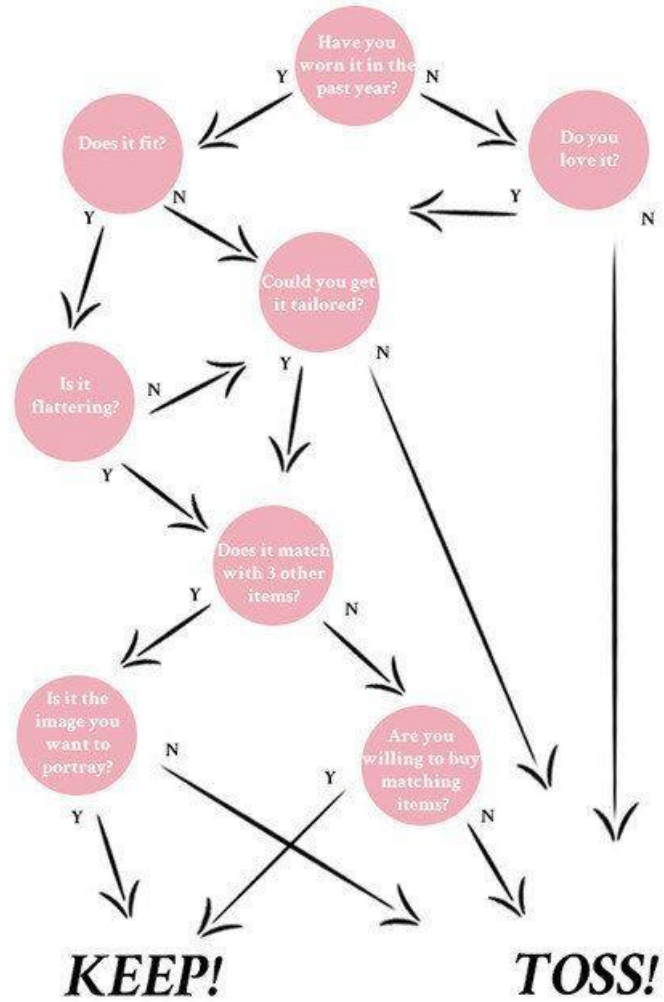 Have you
worn it in the
past year?
Y
N
Does it fit?
Do you
love it?
Y
N
Y
N
Could you get
it tailored?
Y
N
Is it
flattering?
N
Y
Does it match
with 3 other
items?
Y
N
Is it the
image you
want to
portray?
N
Y
Are you
willing to buy
matching
items?
Y
N
KEEP!
TOSS!